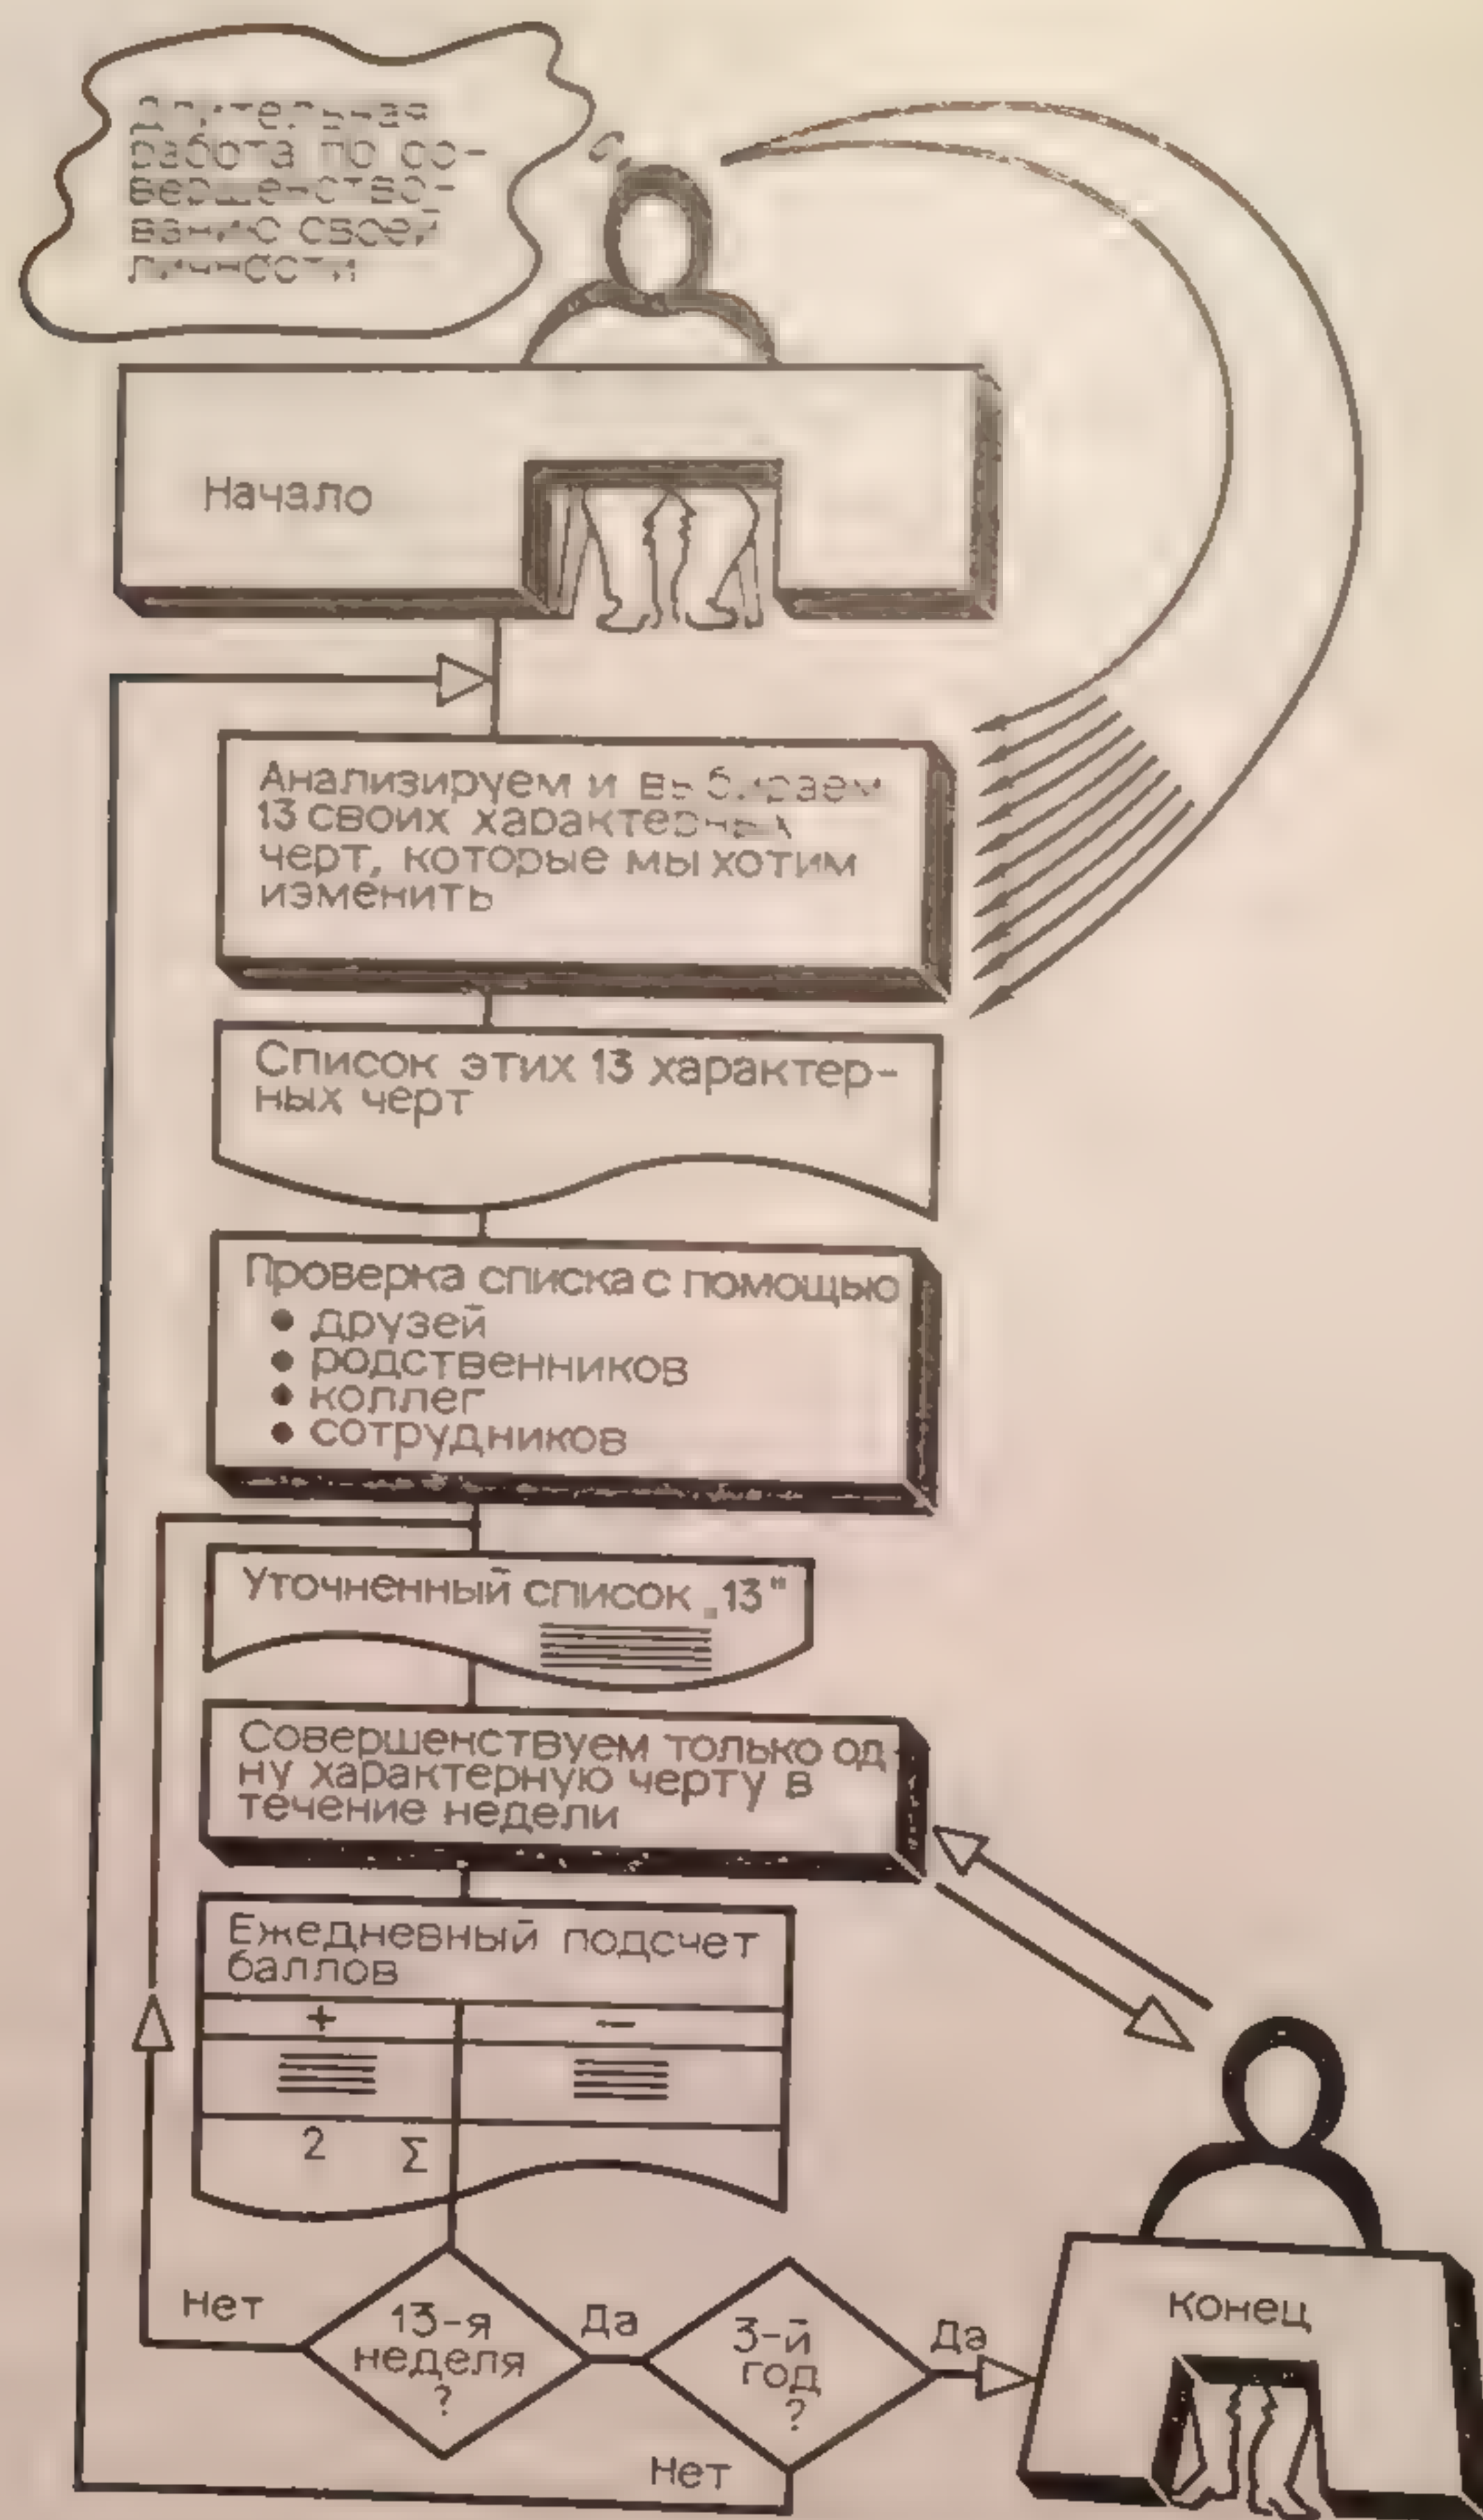 работа по со-
вершенство-
ванию своей
личности
Начало
Анализируем и выбираем
13 своих характерных
черт, которые мы хотим
изменить
Список этих 13 характер-
ных черт
Проверка списка с помощью
• друзей
• родственников
• коллег
• сотрудников
Уточненный список „13"
Совершенствуем только од
ну характерную черту в
течение недели
Ежедневный подсчет
баллов
+ −
2 Σ
Нет
13-я
неделя
?
Да
3-й
год
?
Да
Нет
конец